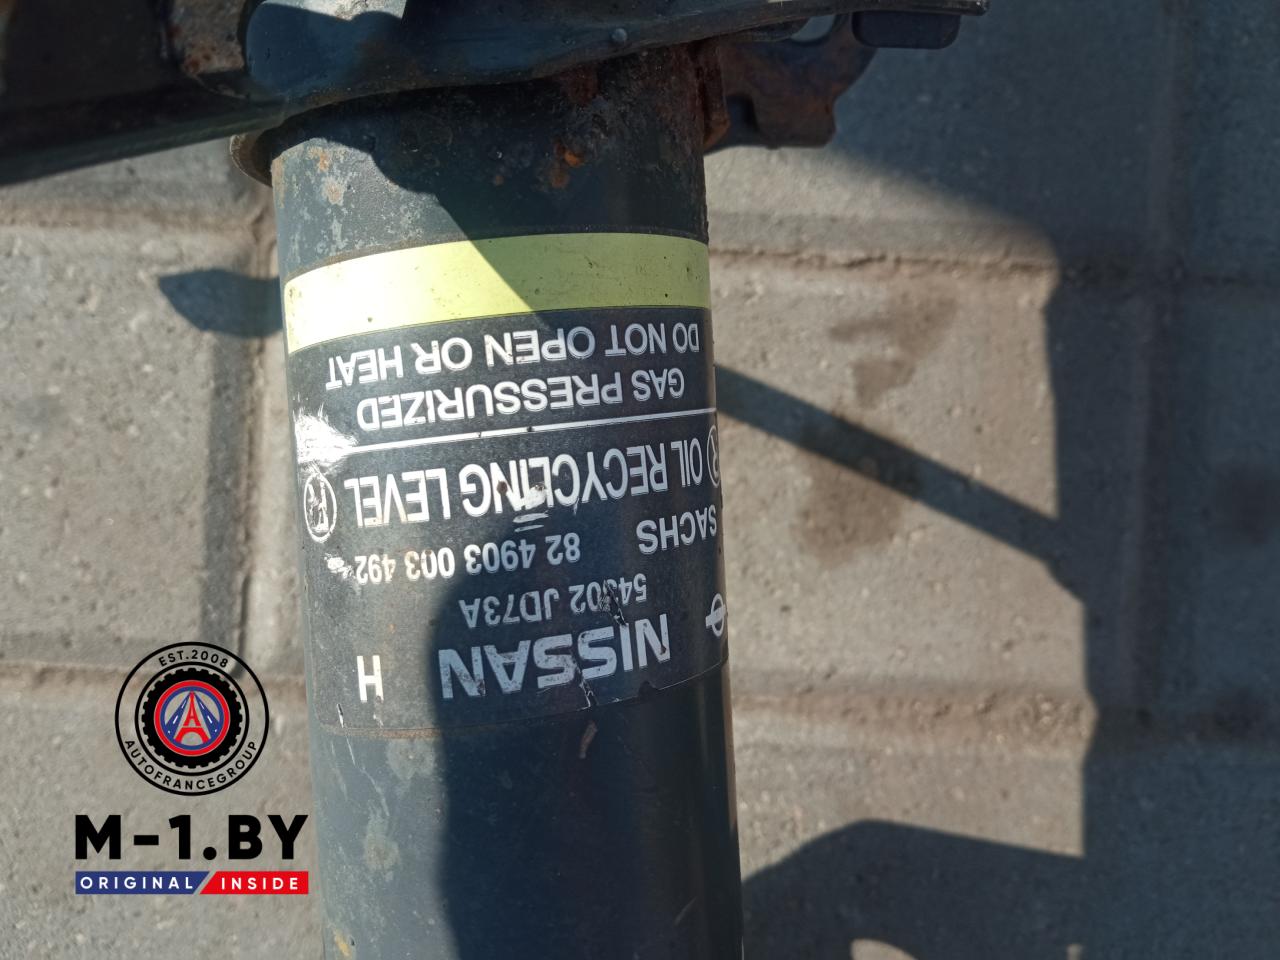 NISSAN H
54302 JD73A
82 4903 003 492
SACHS
OIL RECYCLING LEVEL
GAS PRESSURIZED
DO NOT OPEN OR HEAT
EST.2008
AUTOFRANCEGROUP
M-1.BY
ORIGINAL INSIDE